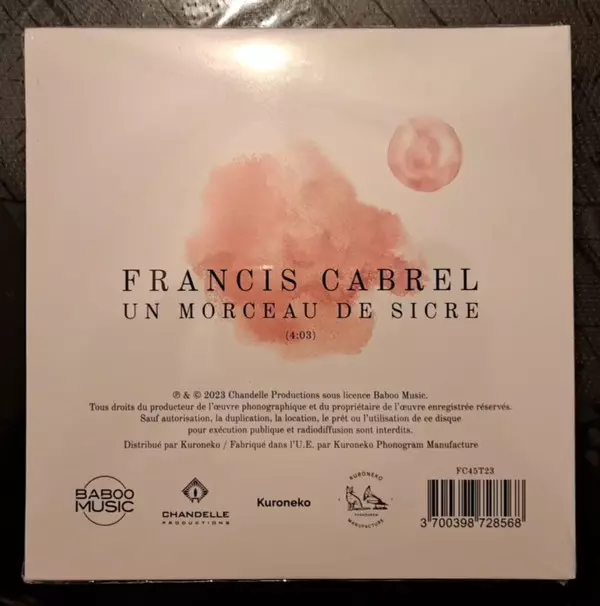 FRANCIS CABREL
UN MORCEAU DE SICRE
(4:03)
℗ & © 2023 Chandelle Productions sous licence Baboo Music.
Tous droits du producteur de l'œuvre phonographique et du propriétaire de l'œuvre enregistrée réservés.
Sauf autorisation, la duplication, la location, le prêt ou l'utilisation de ce disque
pour exécution publique et radiodiffusion sont interdits.
Distribué par Kuroneko / Fabriqué dans l'U.E. par Kuroneko Phonogram Manufacture
BABOO
MUSIC
CHANDELLE
PRODUCTIONS
Kuroneko
KURONEKO
MANUFACTURE
FC45T23
3 700398 728568